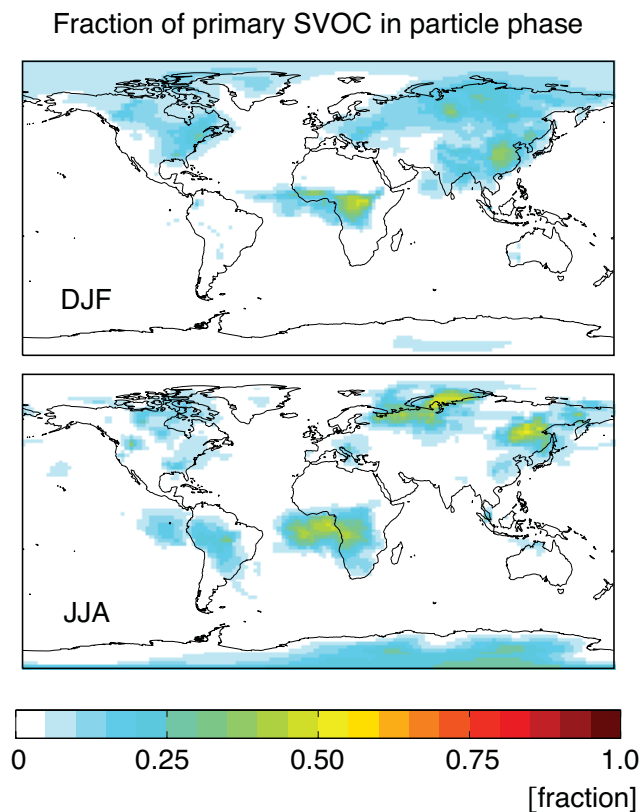 Fraction of primary SVOC in particle phase
DJF
JJA
0 0.25 0.50 0.75 1.0
[fraction]